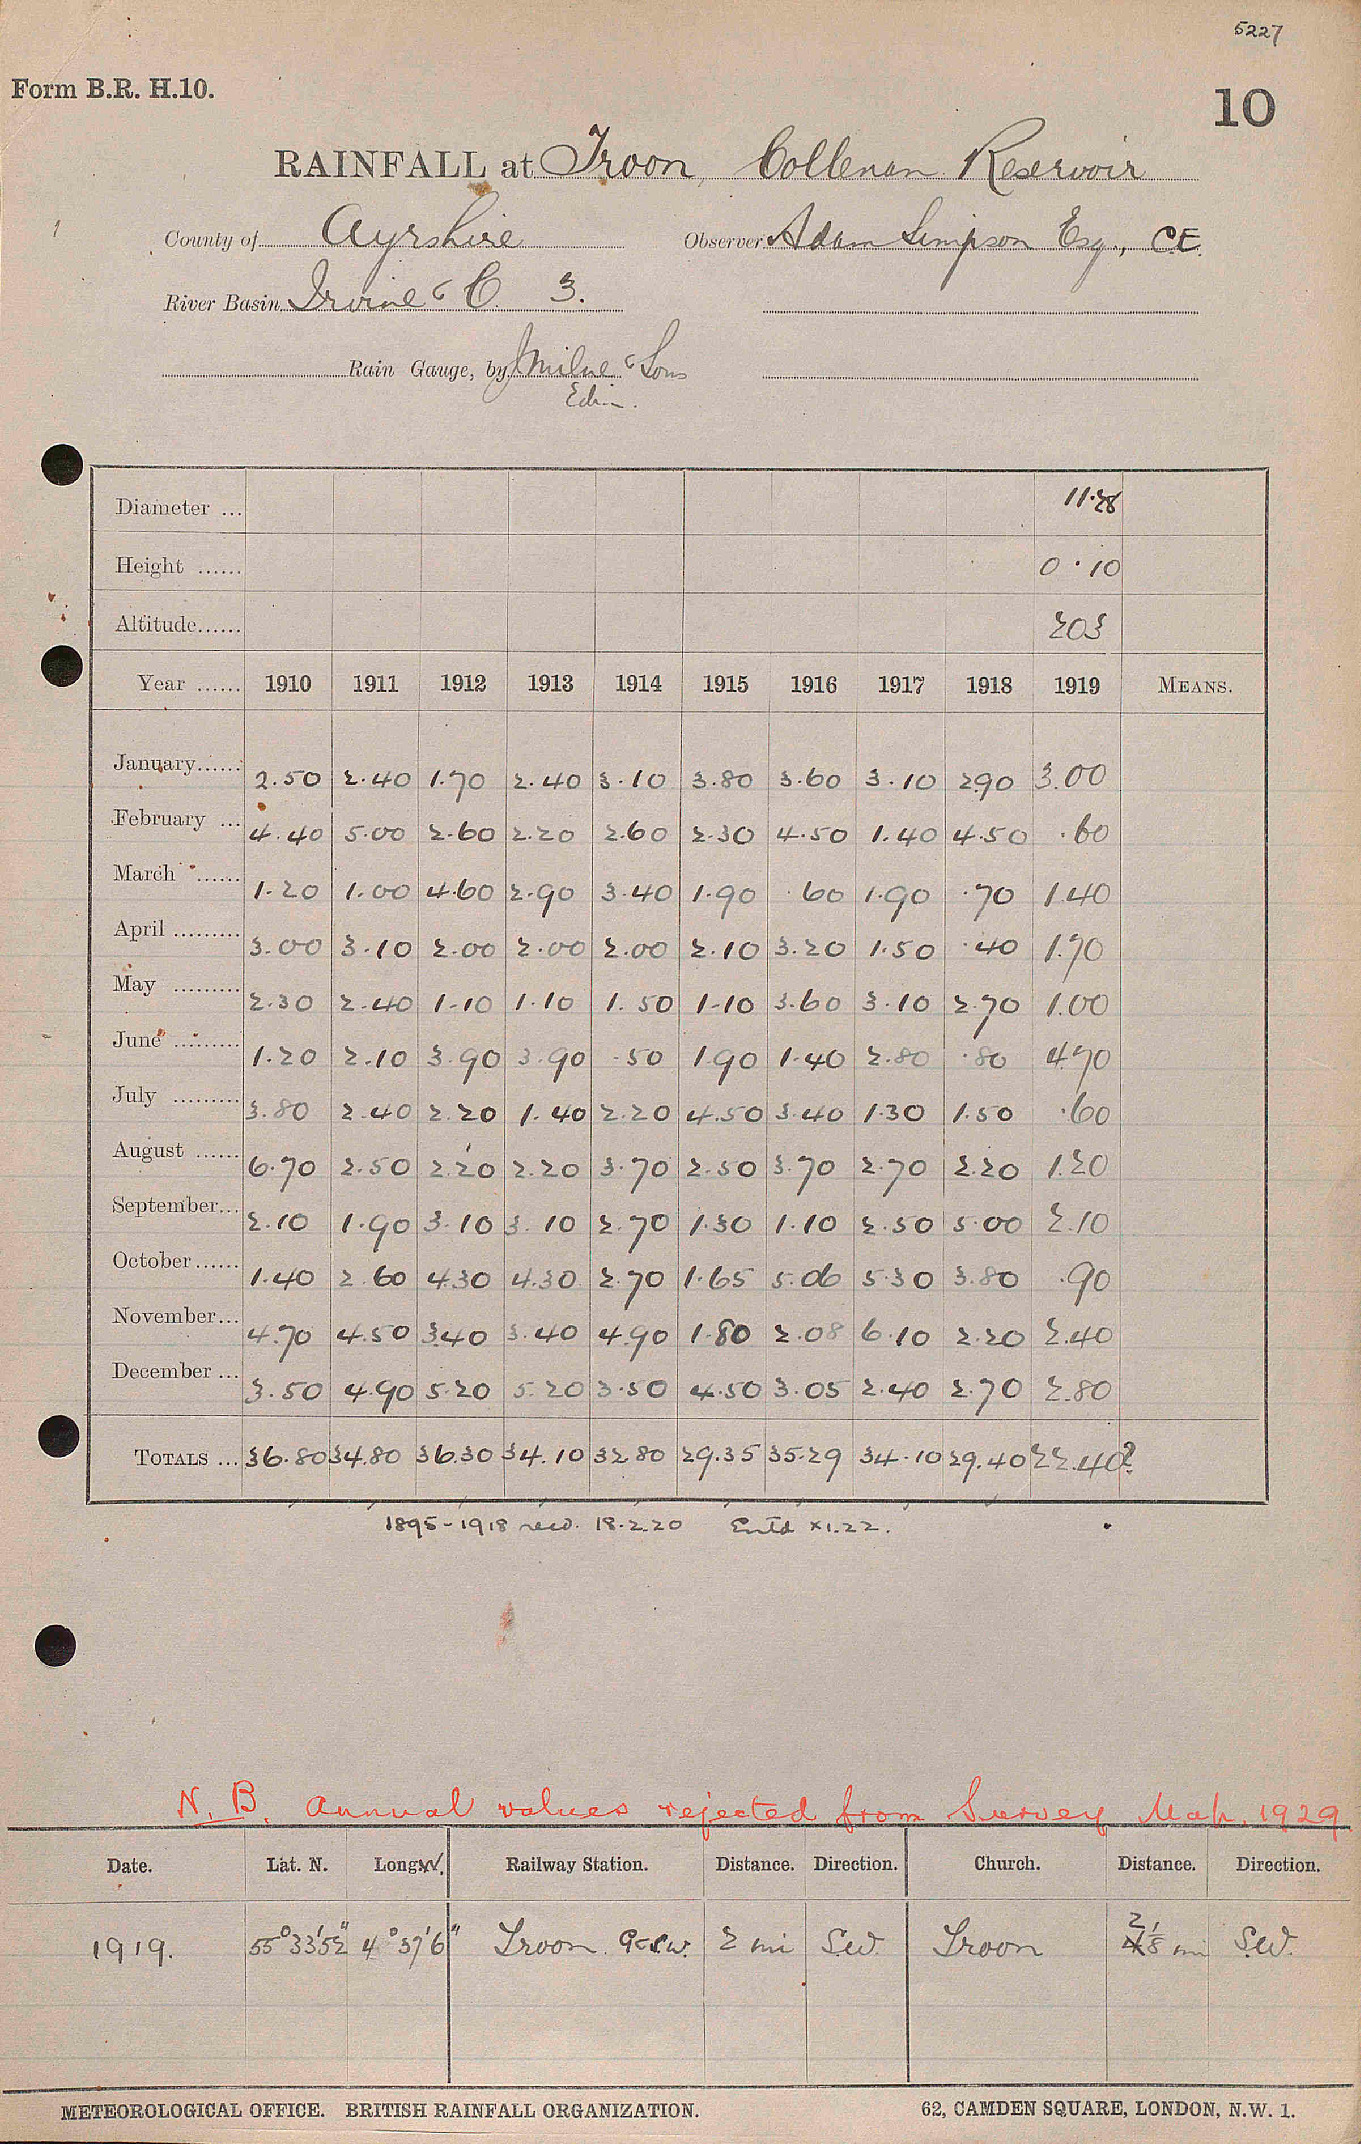 5227
Form B.R. H.10.
10
RAINFALL at Troon, Collenan Reservoir
County of Ayrshire Observer Adam Simpson Esq., C.E.
River Basin Irvine & C. 3.
Rain Gauge, by J Milne & Sons
Edin.
Diameter ... 11.28
Height ...... 0.10
Altitude...... 203
Year ...... 1910 1911 1912 1913 1914 1915 1916 1917 1918 1919 MEANS.
January...... 2.50 2.40 1.70 2.40 3.10 3.80 3.60 3.10 2.90 3.00
February ... 4.40 5.00 2.60 2.20 2.60 2.30 4.50 1.40 4.50 .60
March ...... 1.20 1.00 4.60 2.90 3.40 1.90 .60 1.90 .70 1.40
April ......... 3.00 3.10 2.00 2.00 2.00 2.10 3.20 1.50 .40 1.70
May ......... 2.30 2.40 1.10 1.10 1.50 1.10 3.60 3.10 2.70 1.00
June ......... 1.20 2.10 3.90 3.90 .50 1.90 1.40 2.80 .80 4.70
July ......... 3.80 2.40 2.20 1.40 2.20 4.50 3.40 1.30 1.50 .60
August ...... 6.70 2.50 2.20 2.20 3.70 2.50 3.70 2.70 2.20 1.20
September... 2.10 1.90 3.10 3.10 2.70 1.30 1.10 2.50 5.00 2.10
October...... 1.40 2.60 4.30 4.30 2.70 1.65 5.06 5.30 3.80 .90
November... 4.70 4.50 3.40 3.40 4.90 1.80 2.08 6.10 2.20 2.40
December ... 3.50 4.90 5.20 5.20 3.50 4.50 3.05 2.40 2.70 2.80
TOTALS ... 36.80 34.80 36.30 34.10 32.80 29.35 35.29 34.10 29.40 22.40?
1895-1918 recd. 18.2.20 Entd XI.22.
N.B. Annual values rejected from Survey Map, 1929
Date. Lat. N. Long. W. Railway Station. Distance. Direction. Church. Distance. Direction.
1919. 55° 33' 52" 4° 37' 6" Troon G&S.W. 2 mi S.W. Troon 2 1/8 mi S.W.
METEOROLOGICAL OFFICE. BRITISH RAINFALL ORGANIZATION. 62, CAMDEN SQUARE, LONDON, N.W. 1.